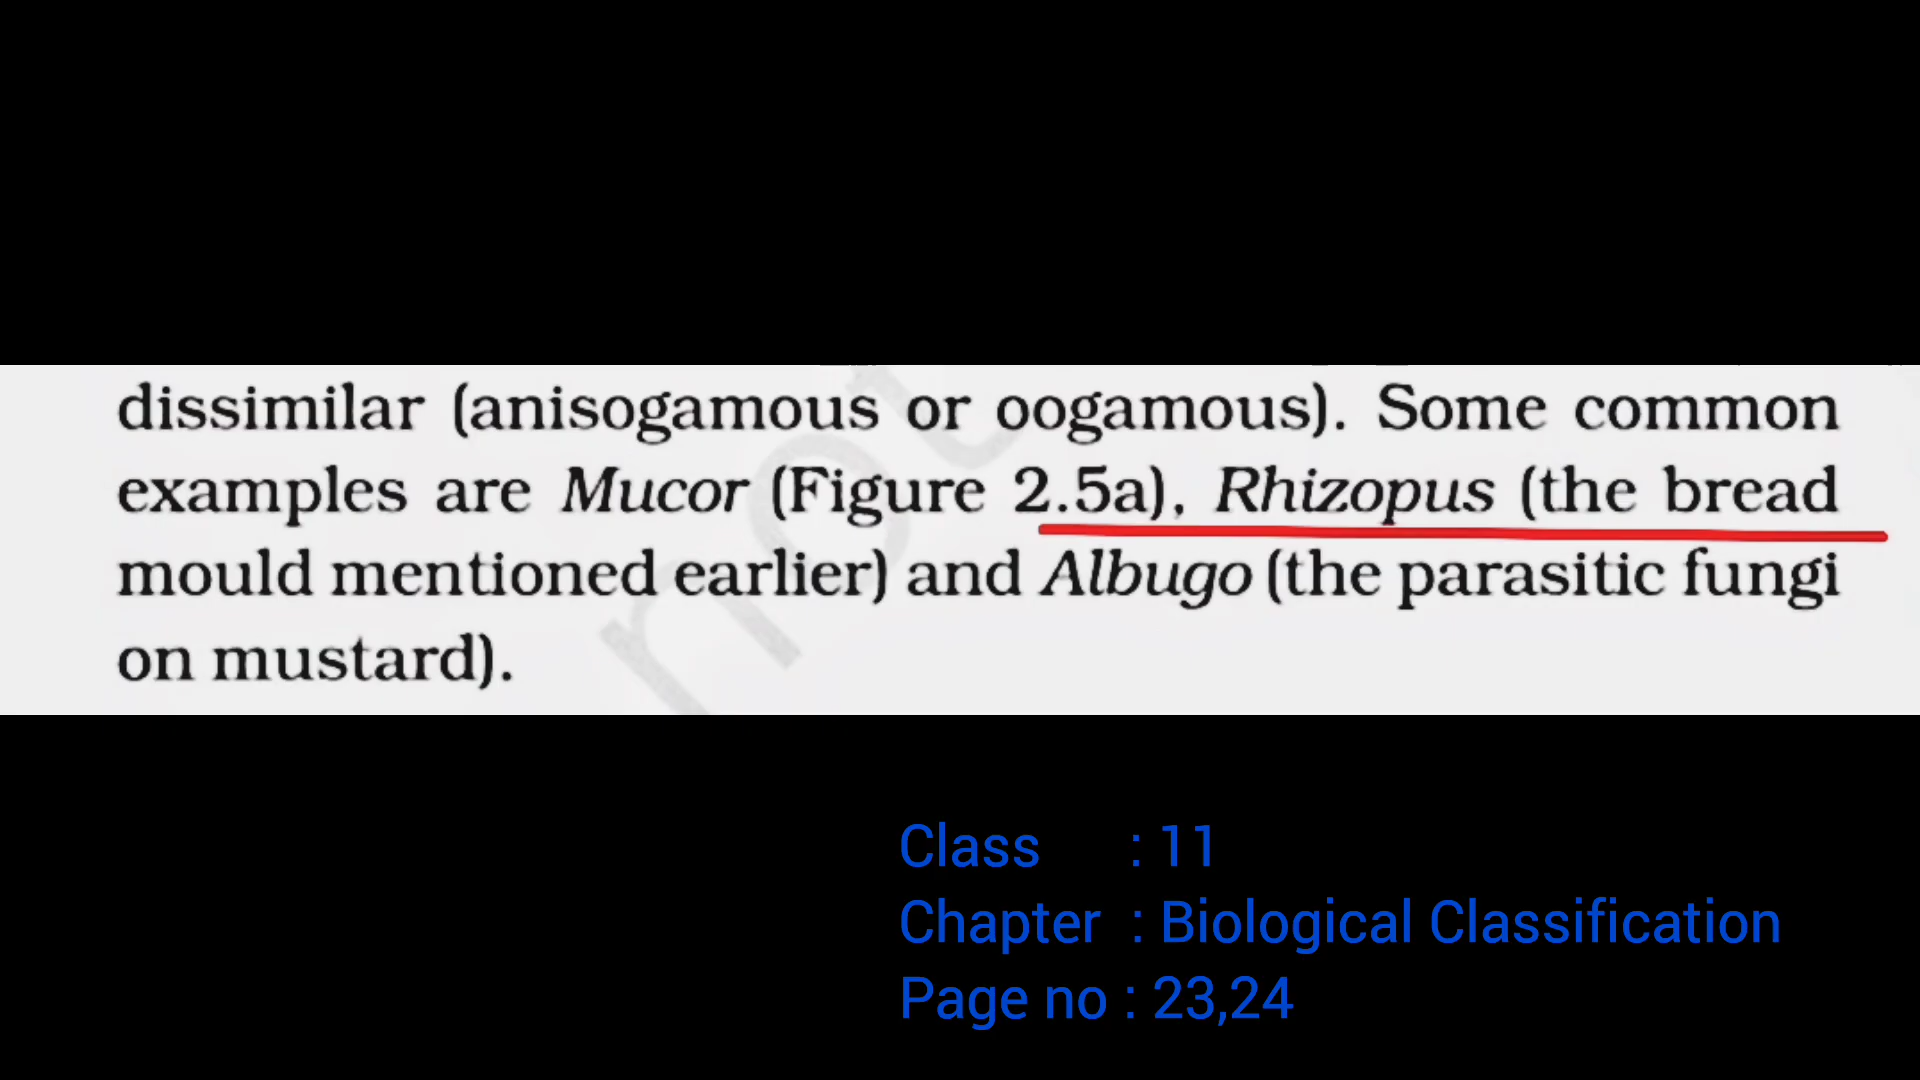 dissimilar (anisogamous or oogamous). Some common
examples are Mucor (Figure 2.5a), Rhizopus (the bread
mould mentioned earlier) and Albugo (the parasitic fungi
on mustard).
not
Class : 11
Chapter : Biological Classification
Page no : 23,24